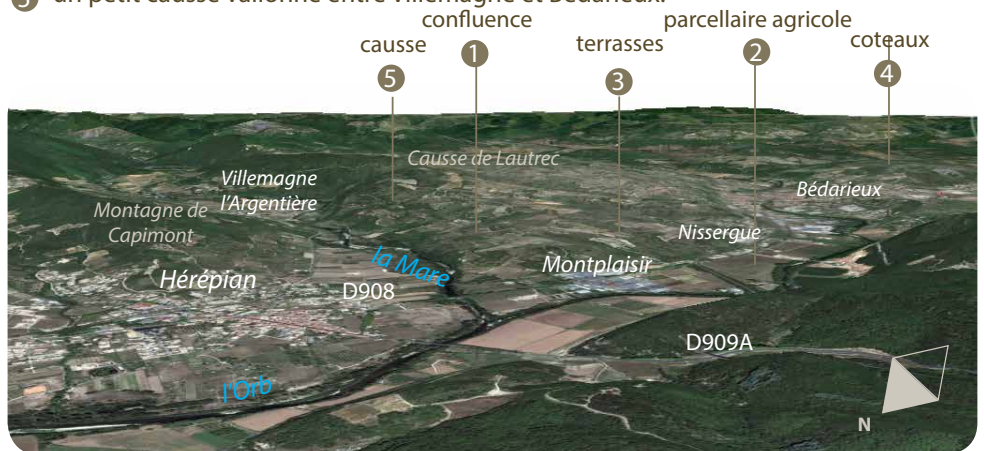 5 un petit causse vallonné entre Villemagne et Bédarieux.
confluence
parcellaire agricole
causse
terrasses
coteaux
1
2
5
3
4
Causse de Lautrec
Villemagne
l'Argentière
Bédarieux
Montagne de
Capimont
Nissergue
la Mare
Montplaisir
Hérépian
D908
D909A
l'Orb
N